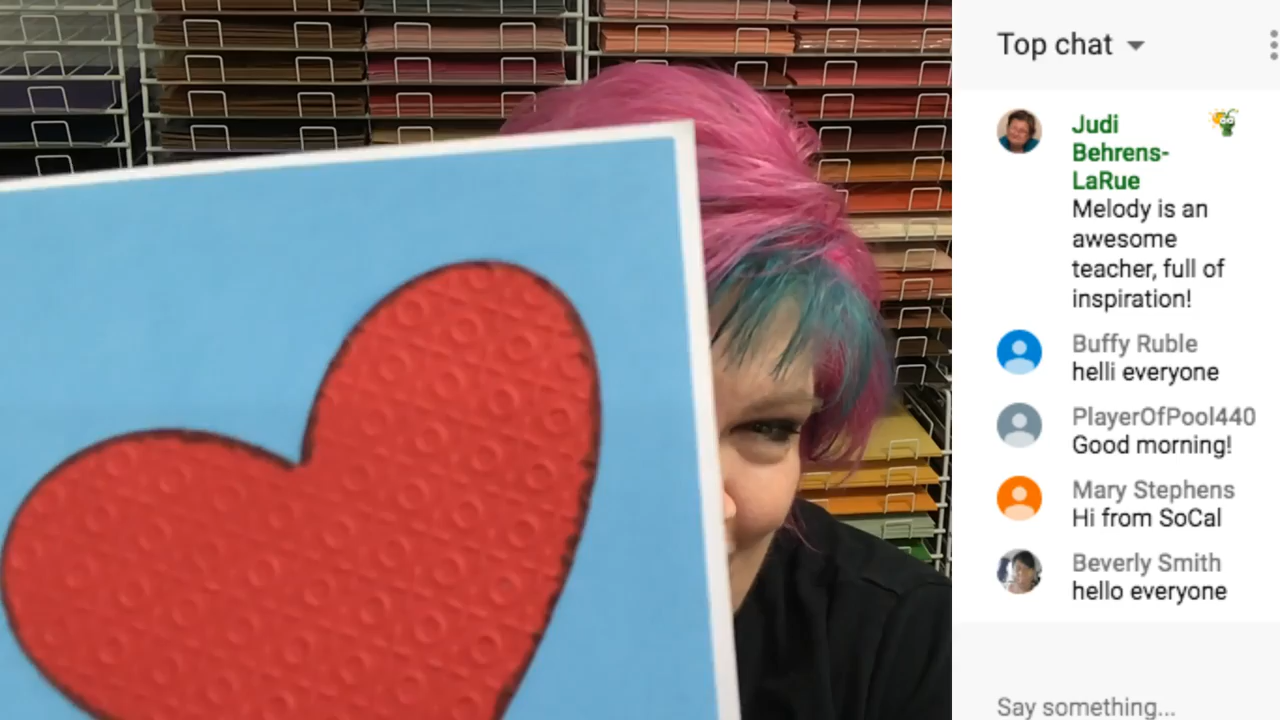 Top chat
Judi
Behrens-
LaRue
Melody is an
awesome
teacher, full of
inspiration!
Buffy Ruble
helli everyone
PlayerOfPool440
Good morning!
Mary Stephens
Hi from SoCal
Beverly Smith
hello everyone
Say something...